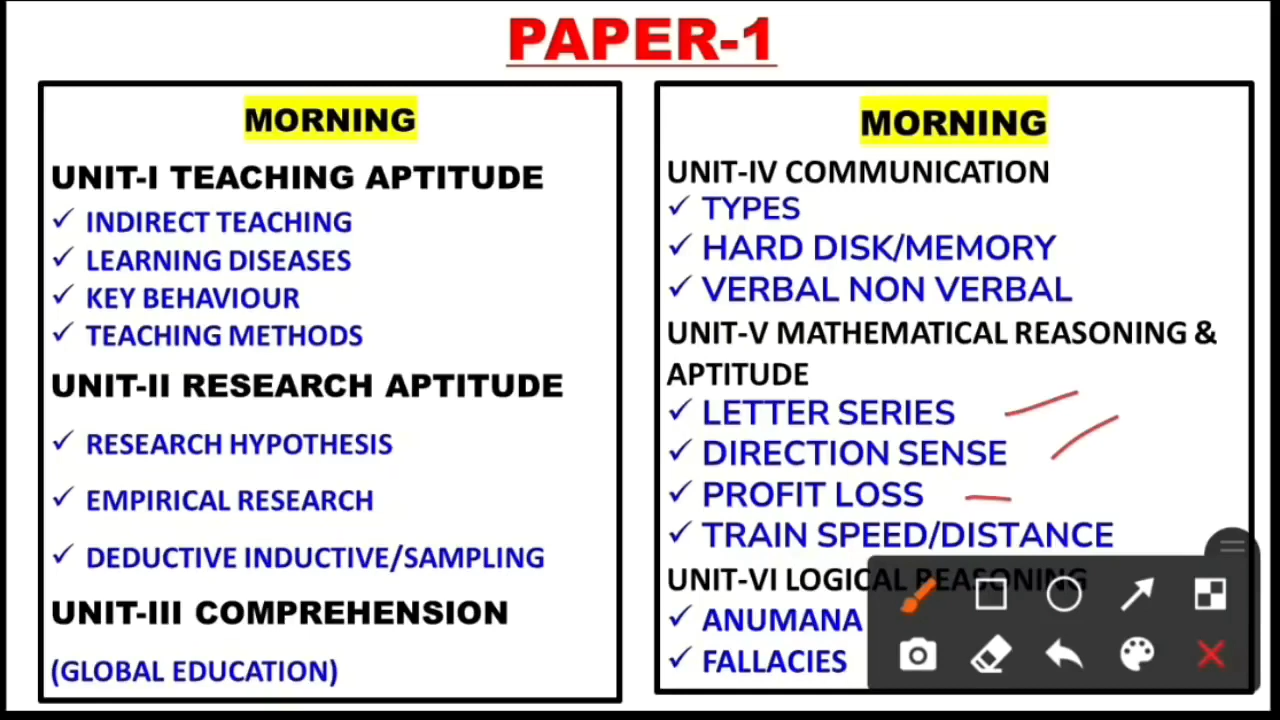 PAPER-1
MORNING
UNIT-I TEACHING APTITUDE
✓ INDIRECT TEACHING
✓ LEARNING DISEASES
✓ KEY BEHAVIOUR
✓ TEACHING METHODS
UNIT-II RESEARCH APTITUDE
✓ RESEARCH HYPOTHESIS
✓ EMPIRICAL RESEARCH
✓ DEDUCTIVE INDUCTIVE/SAMPLING
UNIT-III COMPREHENSION
(GLOBAL EDUCATION)
MORNING
UNIT-IV COMMUNICATION
✓ TYPES
✓ HARD DISK/MEMORY
✓ VERBAL NON VERBAL
UNIT-V MATHEMATICAL REASONING &
APTITUDE
✓ LETTER SERIES
✓ DIRECTION SENSE
✓ PROFIT LOSS
✓ TRAIN SPEED/DISTANCE
UNIT-VI LOGICAL REASONING
✓ ANUMANA
✓ FALLACIES